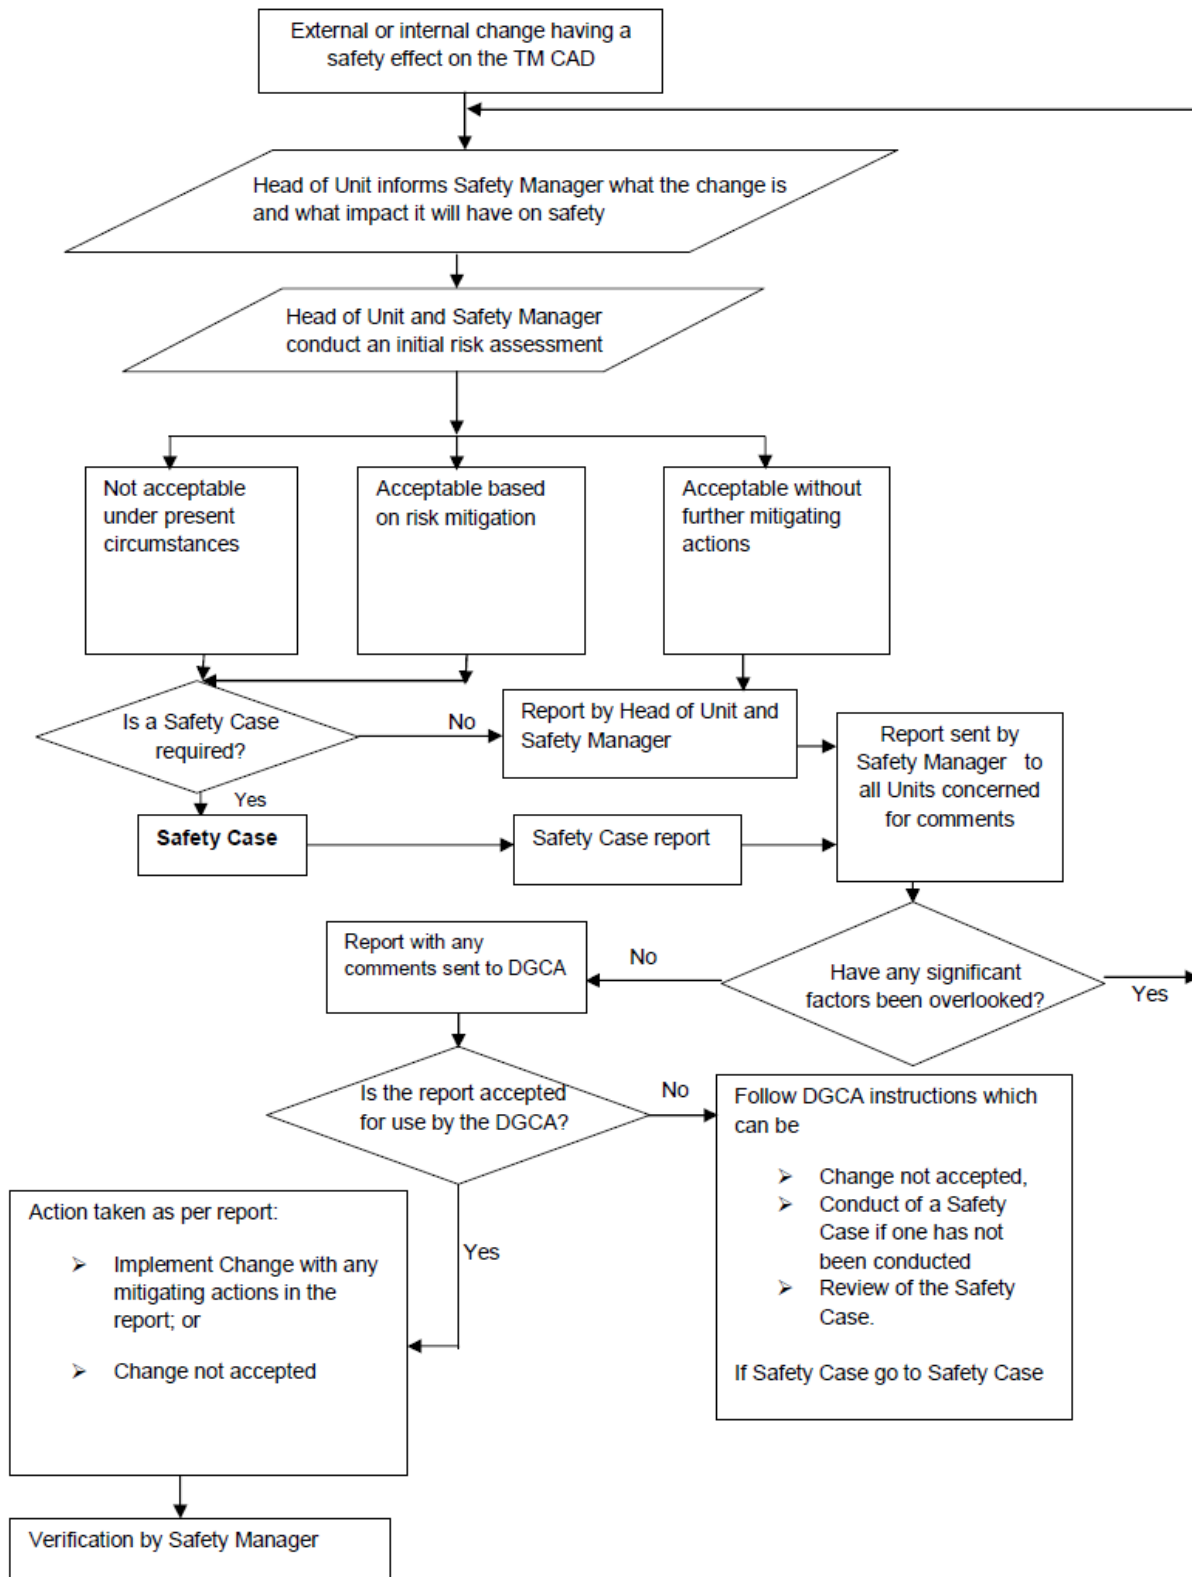 External or internal change having a
safety effect on the TM CAD
Head of Unit informs Safety Manager what the change is
and what impact it will have on safety
Head of Unit and Safety Manager
conduct an initial risk assessment
Not acceptable
under present
circumstances
Acceptable based
on risk mitigation
Acceptable without
further mitigating
actions
Is a Safety Case
required?
No
Report by Head of Unit and
Safety Manager
Report sent by
Safety Manager to
all Units concerned
for comments
Yes
Safety Case
Safety Case report
Report with any
comments sent to DGCA
No
Have any significant
factors been overlooked?
Yes
Is the report accepted
for use by the DGCA?
No
Follow DGCA instructions which
can be
➢ Change not accepted,
➢ Conduct of a Safety
Case if one has not
been conducted
➢ Review of the Safety
Case.
If Safety Case go to Safety Case
Yes
Action taken as per report:
➢ Implement Change with any
mitigating actions in the
report; or
➢ Change not accepted
Verification by Safety Manager